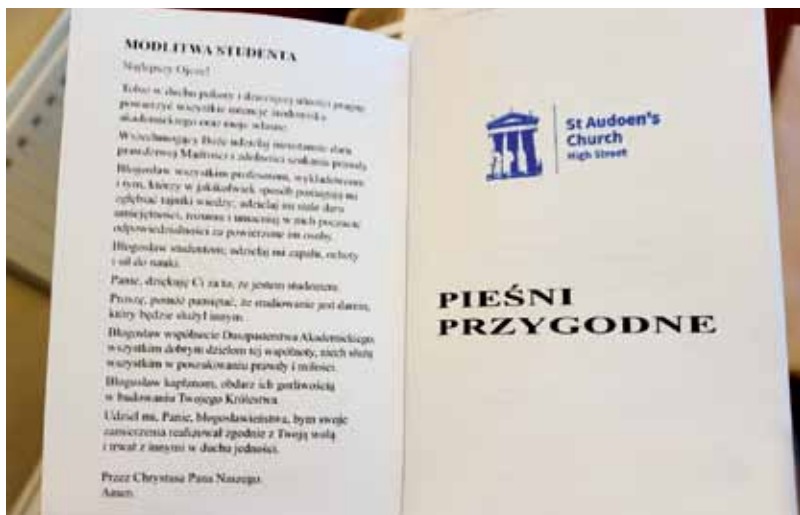 MODLITWA STUDENTA
Najlepszy Ojcze!
Tobie w duchu pokory i dziecięcej ufności pragnę
powierzyć wszystkie intencje środowiska
akademickiego oraz moje własne.
Wszechmogący Boże udzielaj nieustannie daru
prawdziwej Mądrości i zdolności szukania prawdy.
Błogosław wszystkim profesorom, wykładowcom
i tym, którzy w jakikolwiek sposób pomagają mi
zgłębiać tajniki wiedzy; udzielaj im stale daru
umiejętności, rozumu i umacniaj w nich poczucie
odpowiedzialności za powierzone im osoby.
Błogosław studentom; udzielaj mi zapału, ochoty
i sił do nauki.
Panie, dziękuję Ci za to, że jestem studentem.
Proszę, pomóż pamiętać, że studiowanie jest darem,
który będzie służył innym.
Błogosław wspólnocie Duszpasterstwa Akademickiego
wszystkim dobrym dziełom tej wspólnoty, niech służą
wszystkim w poszukiwaniu prawdy i miłości.
Błogosław kapłanom, obdarz ich gorliwością
w budowaniu Twojego Królestwa.
Udziel mi, Panie, błogosławieństwa, bym swoje
zamierzenia realizował zgodnie z Twoją wolą
i trwał z innymi w duchu jedności.
Przez Chrystusa Pana Naszego.
Amen.
St Audoen's
Church
High Street
PIEŚNI
PRZYGODNE